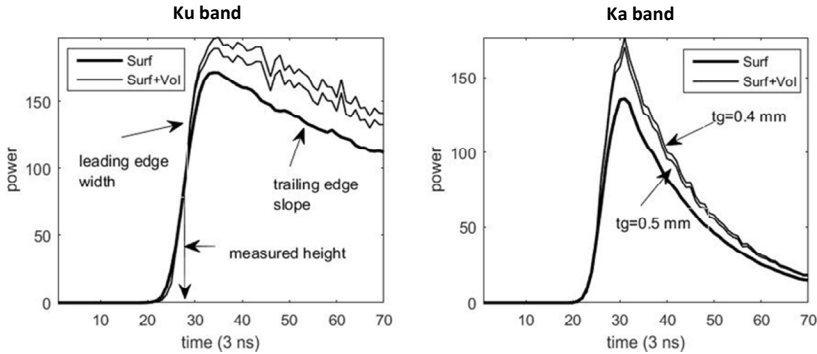 Ku band
Surf
Surf+Vol
150
100
50
0
power
leading edge
width
trailing edge
slope
measured height
10 20 30 40 50 60 70
time (3 ns)
Ka band
Surf
Surf+Vol
150
100
50
0
power
tg=0.4 mm
tg=0.5 mm
10 20 30 40 50 60 70
time (3 ns)